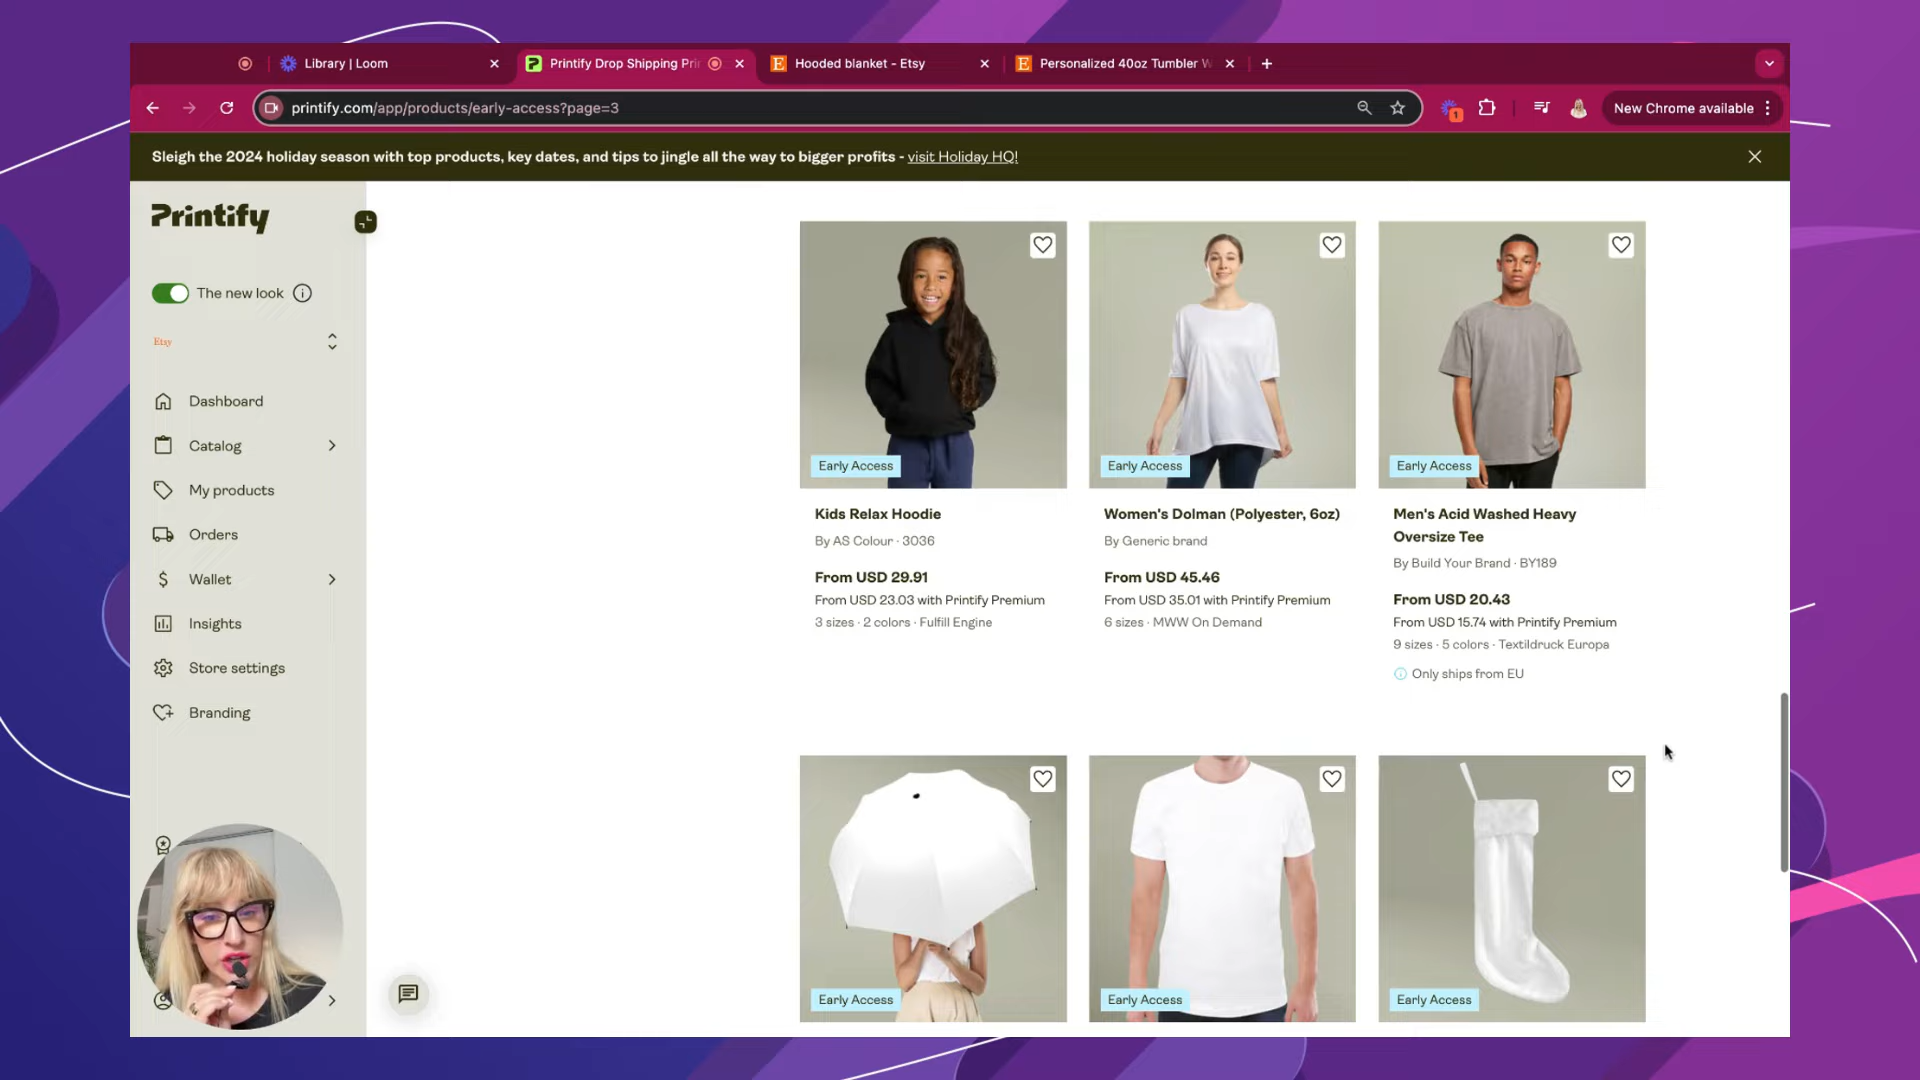 Library | Loom
Printify Drop Shipping Pri
Hooded blanket - Etsy
Personalized 40oz Tumbler W
printify.com/app/products/early-access?page=3
1
New Chrome available
Sleigh the 2024 holiday season with top products, key dates, and tips to jingle all the way to bigger profits - visit Holiday HQ!
Printify
The new look
Etsy
Dashboard
Catalog
My products
Orders
Wallet
Insights
Store settings
Branding
Early Access
Early Access
Early Access
Kids Relax Hoodie
By AS Colour · 3036
From USD 29.91
From USD 23.03 with Printify Premium
3 sizes · 2 colors · Fulfill Engine
Women's Dolman (Polyester, 6oz)
By Generic brand
From USD 45.46
From USD 35.01 with Printify Premium
6 sizes · MWW On Demand
Men's Acid Washed Heavy
Oversize Tee
By Build Your Brand · BY189
From USD 20.43
From USD 15.74 with Printify Premium
9 sizes · 5 colors · Textildruck Europa
Only ships from EU
Early Access
Early Access
Early Access